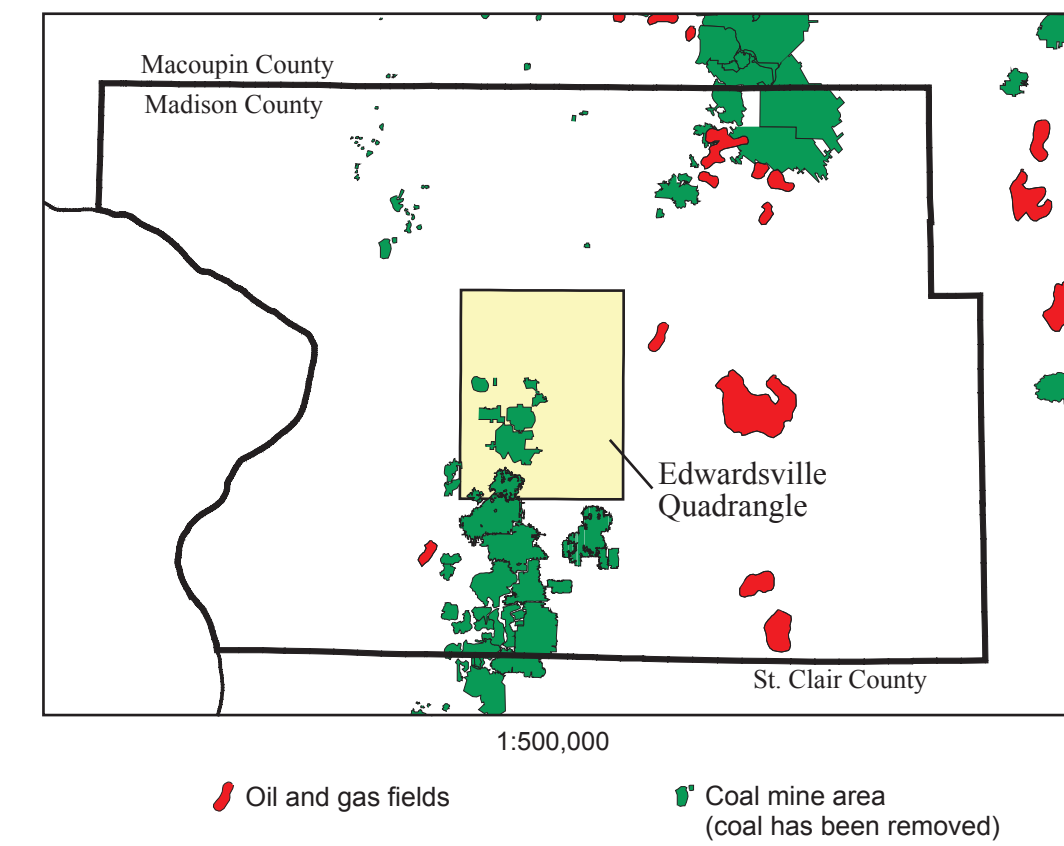 Macoupin County
Madison County
Edwardsville
Quadrangle
St. Clair County
1:500,000
Oil and gas fields
Coal mine area
(coal has been removed)